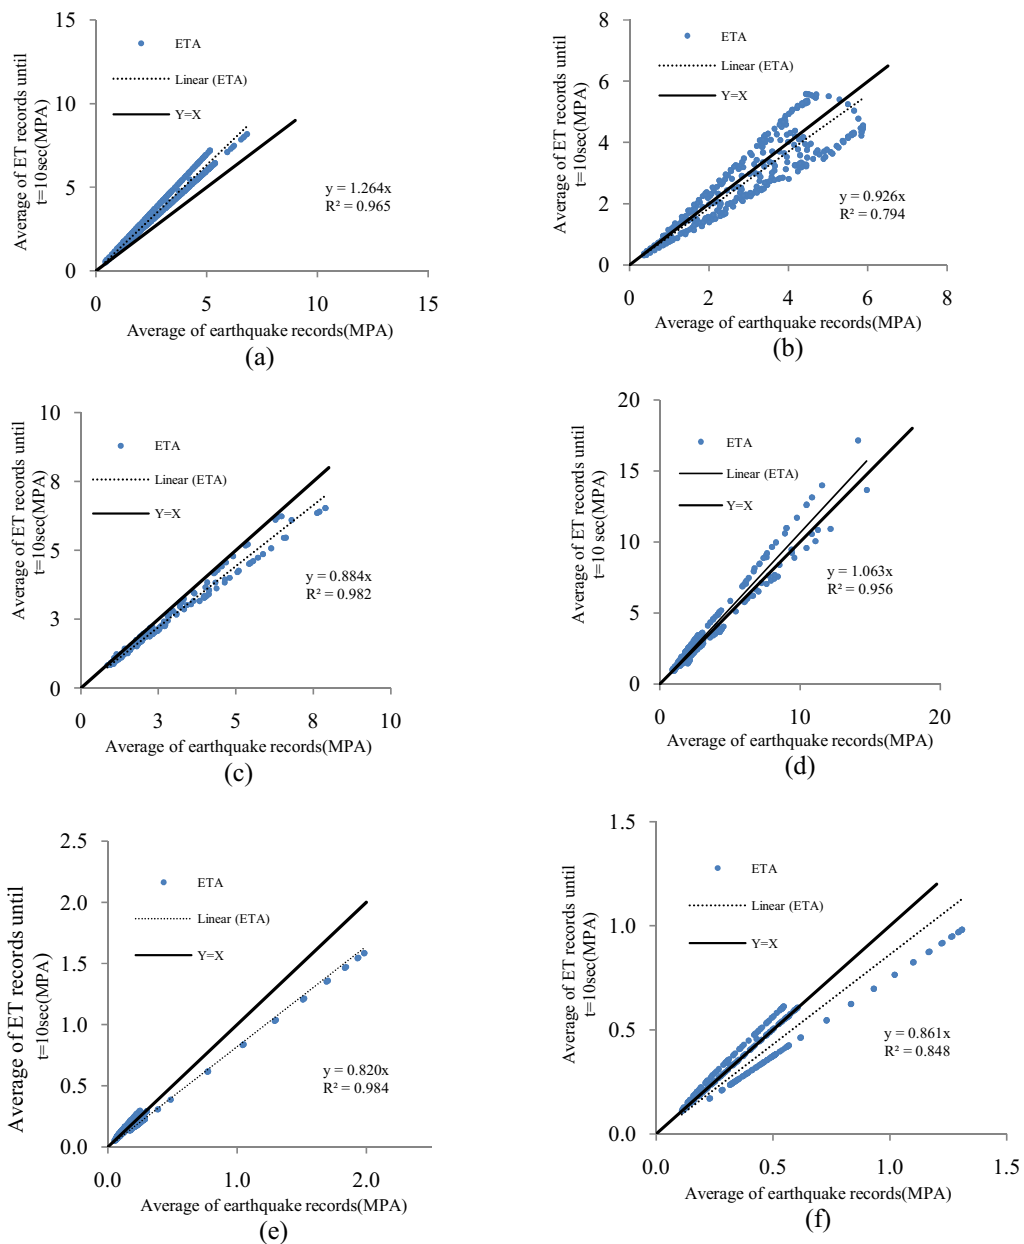 15
10
5
0
0
5
10
15
Average of ET records until
t=10sec(MPA)
ETA
Linear (ETA)
Y=X
y = 1.264x
R² = 0.965
Average of earthquake records(MPA)
(a)
8
6
4
2
0
0
2
4
6
8
Average of ET records until
t=10sec(MPA)
ETA
Linear (ETA)
Y=X
y = 0.926x
R² = 0.794
Average of earthquake records(MPA)
(b)
10
8
5
3
0
0
3
5
8
10
Average of ET records until
t=10sec(MPA)
ETA
Linear (ETA)
Y=X
y = 0.884x
R² = 0.982
Average of earthquake records(MPA)
(c)
20
15
10
5
0
0
10
20
Average of ET records until
t=10 sec(MPA)
ETA
Linear (ETA)
Y=X
y = 1.063x
R² = 0.956
Average of earthquake records(MPA)
(d)
2.5
2.0
1.5
1.0
0.5
0.0
0.0
1.0
2.0
Average of ET records until
t=10sec(MPA)
ETA
Linear (ETA)
Y=X
y = 0.820x
R² = 0.984
Average of earthquake records(MPA)
(e)
1.5
1.0
0.5
0.0
0.0
0.5
1.0
1.5
Average of ET records until
t=10sec(MPA)
ETA
Linear (ETA)
Y=X
y = 0.861x
R² = 0.848
Average of earthquake records(MPA)
(f)